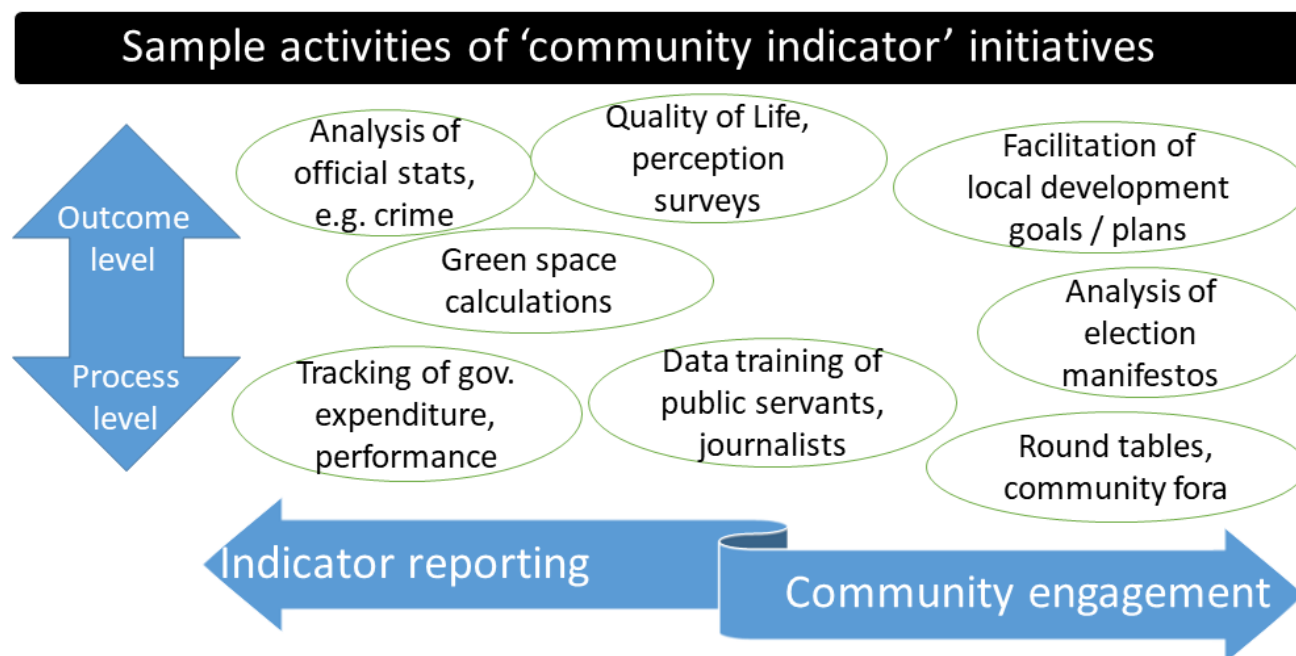 Sample activities of ‘community indicator’ initiatives
Outcome
level
Process
level
Analysis of
official stats,
e.g. crime
Quality of Life,
perception
surveys
Facilitation of
local development
goals / plans
Green space
calculations
Analysis of
election
manifestos
Tracking of gov.
expenditure,
performance
Data training of
public servants,
journalists
Round tables,
community fora
Indicator reporting
Community engagement